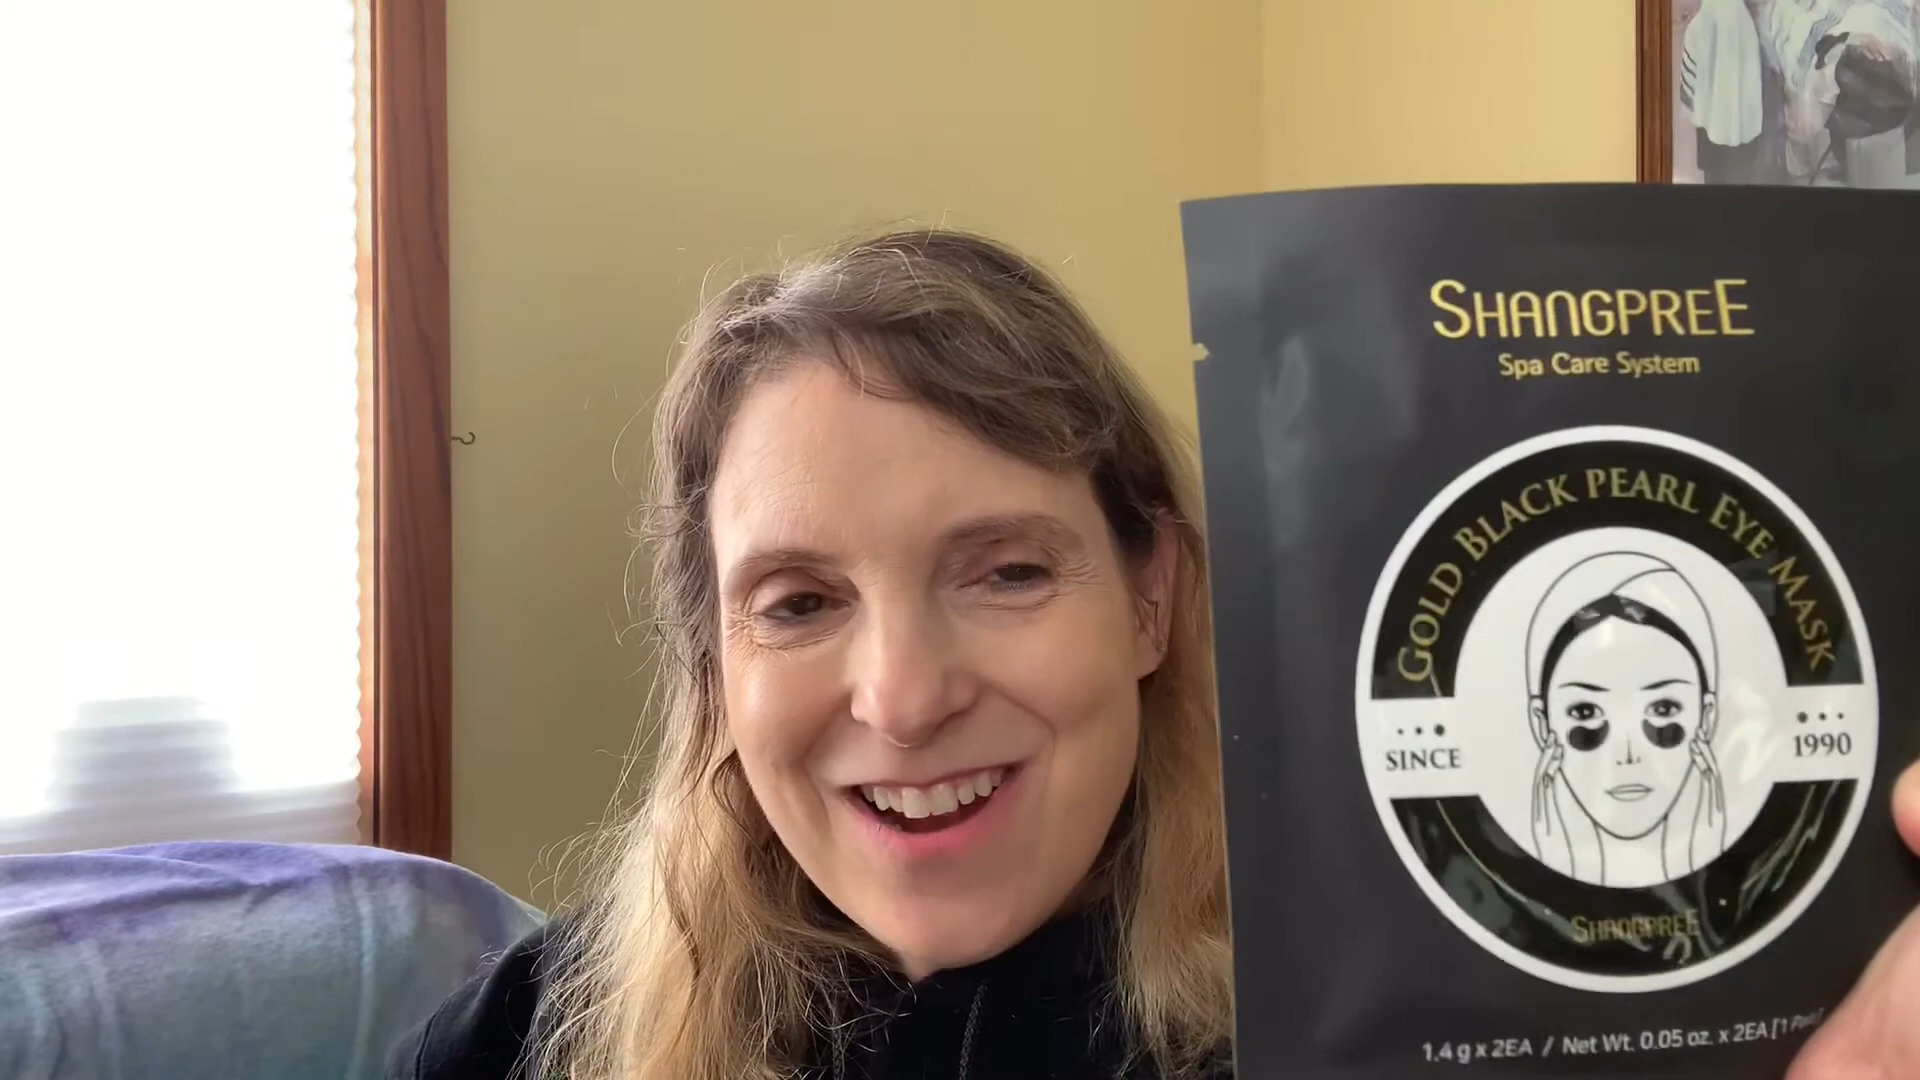 SHANGPREE
Spa Care System
GOLD BLACK PEARL EYE MASK
SINCE 1990
SHANGPREE
1.4 g x 2EA / Net Wt. 0.05 oz. x 2EA [1